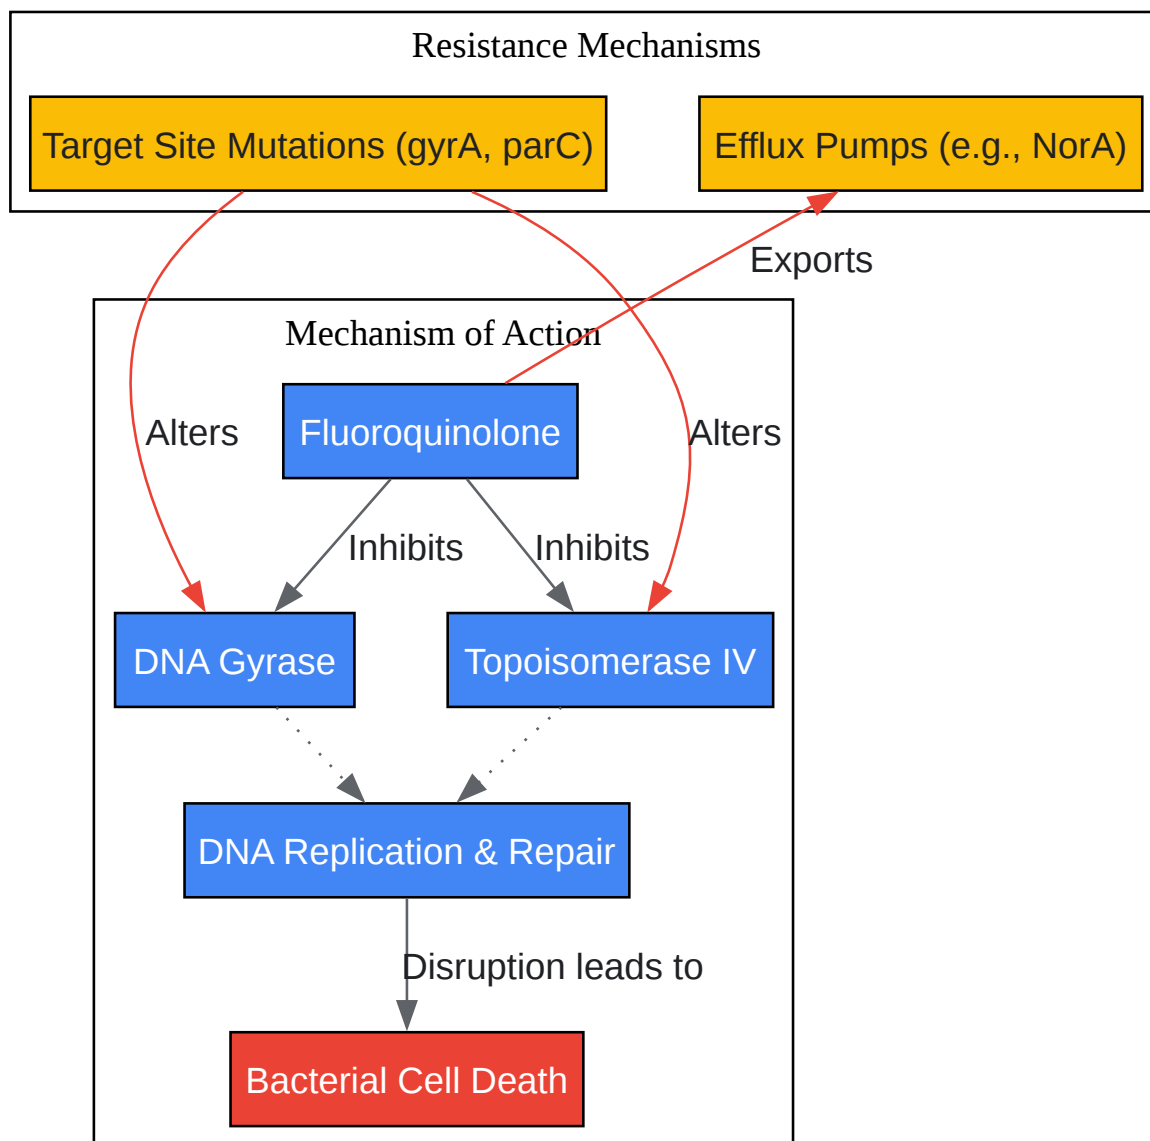 Resistance Mechanisms
Target Site Mutations (gyrA, parC)
Efflux Pumps (e.g., NorA)
Exports
Mechanism of Action
Alters
Fluoroquinolone
Alters
Inhibits
Inhibits
DNA Gyrase
Topoisomerase IV
DNA Replication & Repair
Disruption leads to
Bacterial Cell Death